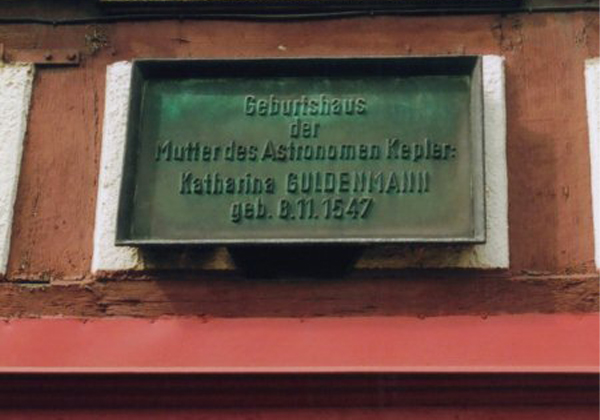 Geburtshaus
der
Mutter des Astronomen Kepler:
Katharina GULDENMANN
geb. 8.11.1547